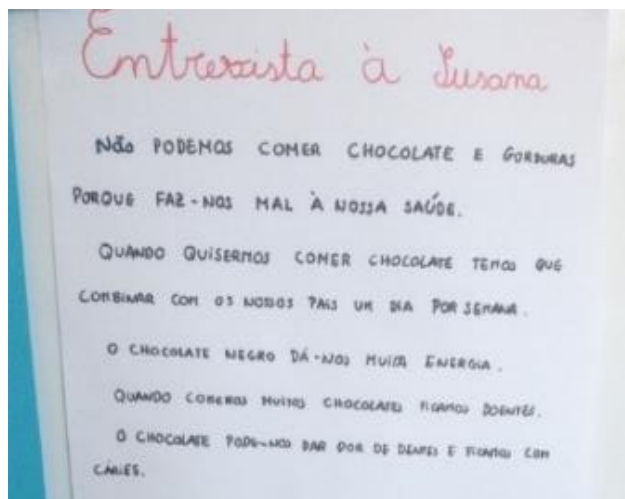 Entrevista à Susana
Não PODEMOS COMER CHOCOLATE E GORDURAS
PORQUE FAZ-NOS MAL À NOSSA SAÚDE.
QUANDO QUISERMOS COMER CHOCOLATE TEMOS QUE
COMBINAR COM OS NOSSOS PAIS UM DIA POR SEMANA.
O CHOCOLATE NEGRO DÁ-NOS MUITA ENERGIA.
QUANDO COMEMOS MUITOS CHOCOLATES FICAMOS DOENTES.
O CHOCOLATE PODE-NOS DAR DOR DE DENTES E FICAMOS COM
CÁRIES.